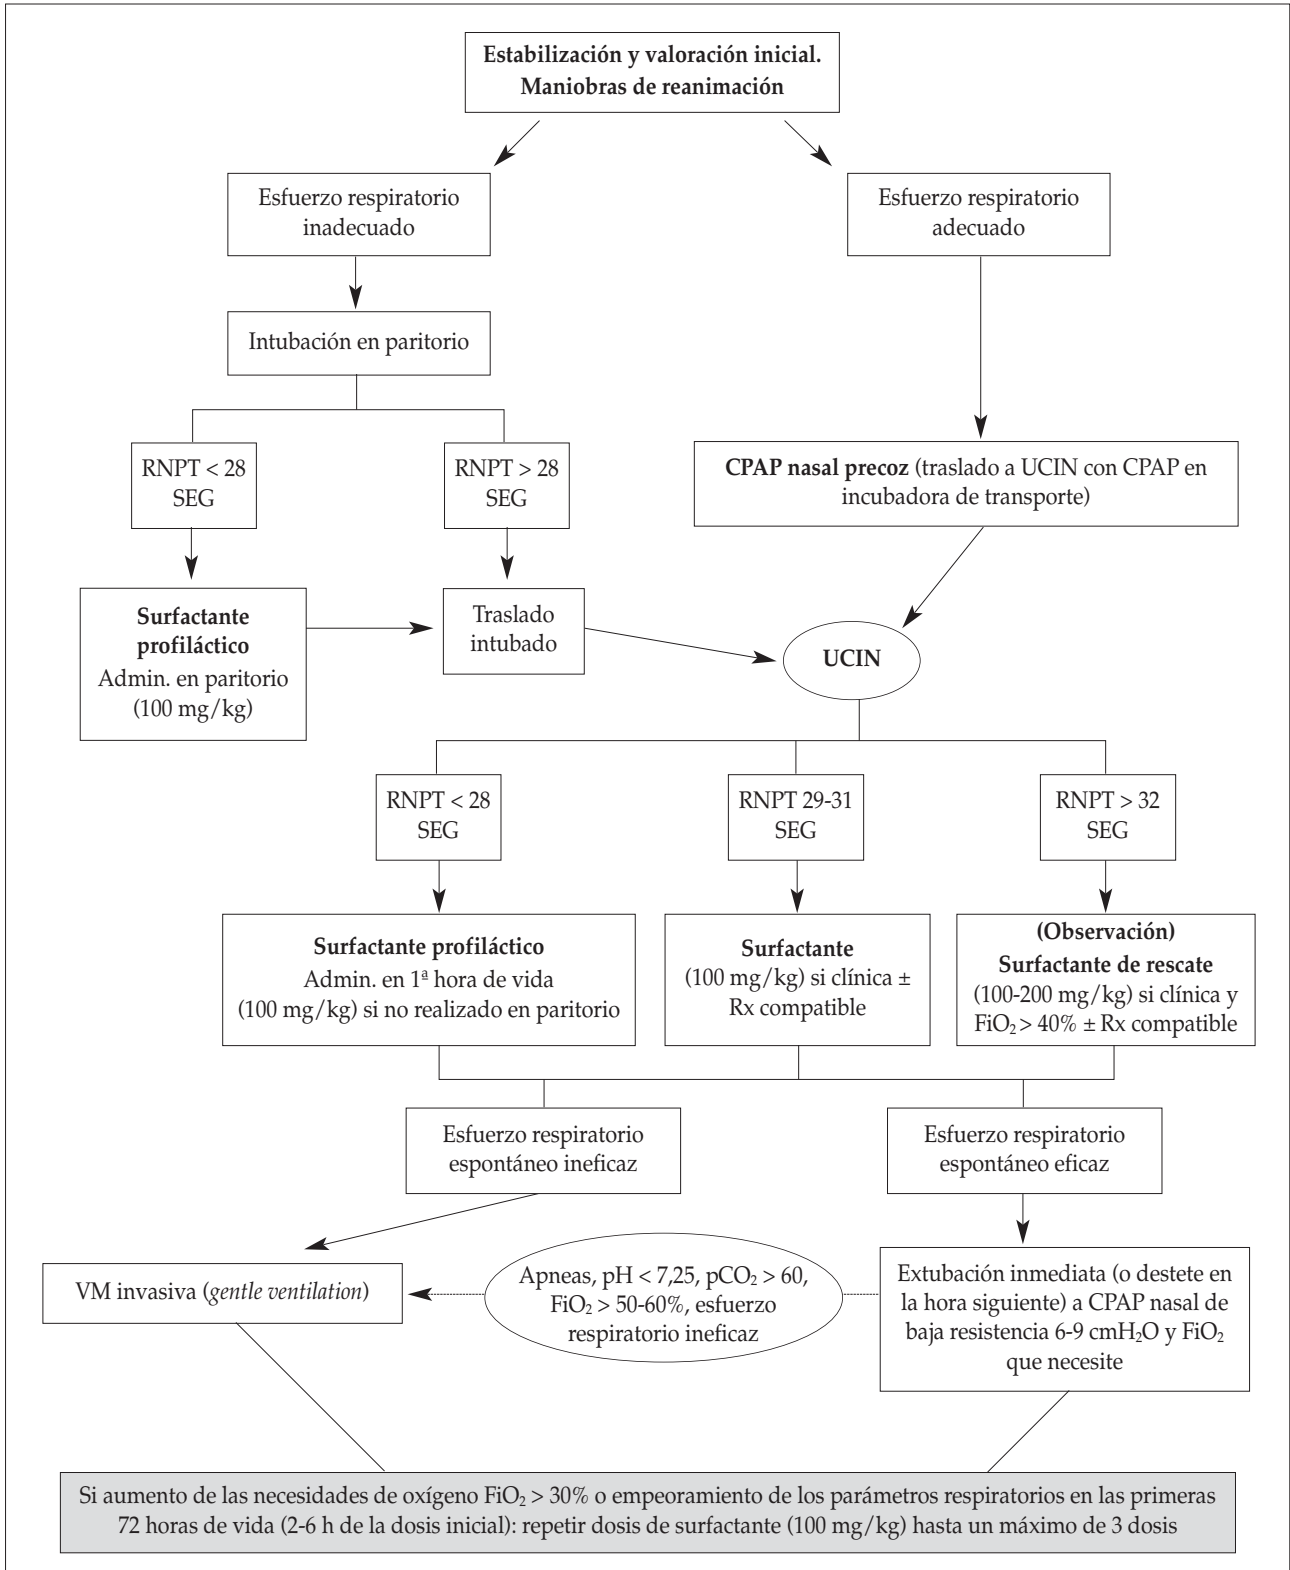 Estabilización y valoración inicial.
Maniobras de reanimación
Esfuerzo respiratorio
inadecuado
Esfuerzo respiratorio
adecuado
Intubación en paritorio
RNPT < 28
SEG
RNPT > 28
SEG
CPAP nasal precoz (traslado a UCIN con CPAP en
incubadora de transporte)
Surfactante
profiláctico
Admin. en paritorio
(100 mg/kg)
Traslado
intubado
UCIN
RNPT < 28
SEG
RNPT 29-31
SEG
RNPT > 32
SEG
Surfactante profiláctico
Admin. en 1ª hora de vida
(100 mg/kg) si no realizado en paritorio
Surfactante
(100 mg/kg) si clínica ±
Rx compatible
(Observación)
Surfactante de rescate
(100-200 mg/kg) si clínica y
FiO₂ > 40% ± Rx compatible
Esfuerzo respiratorio
espontáneo ineficaz
Esfuerzo respiratorio
espontáneo eficaz
VM invasiva (gentle ventilation)
Apneas, pH < 7,25, pCO₂ > 60,
FiO₂ > 50-60%, esfuerzo
respiratorio ineficaz
Extubación inmediata (o destete en
la hora siguiente) a CPAP nasal de
baja resistencia 6-9 cmH₂O y FiO₂
que necesite
Si aumento de las necesidades de oxígeno FiO₂ > 30% o empeoramiento de los parámetros respiratorios en las primeras
72 horas de vida (2-6 h de la dosis inicial): repetir dosis de surfactante (100 mg/kg) hasta un máximo de 3 dosis